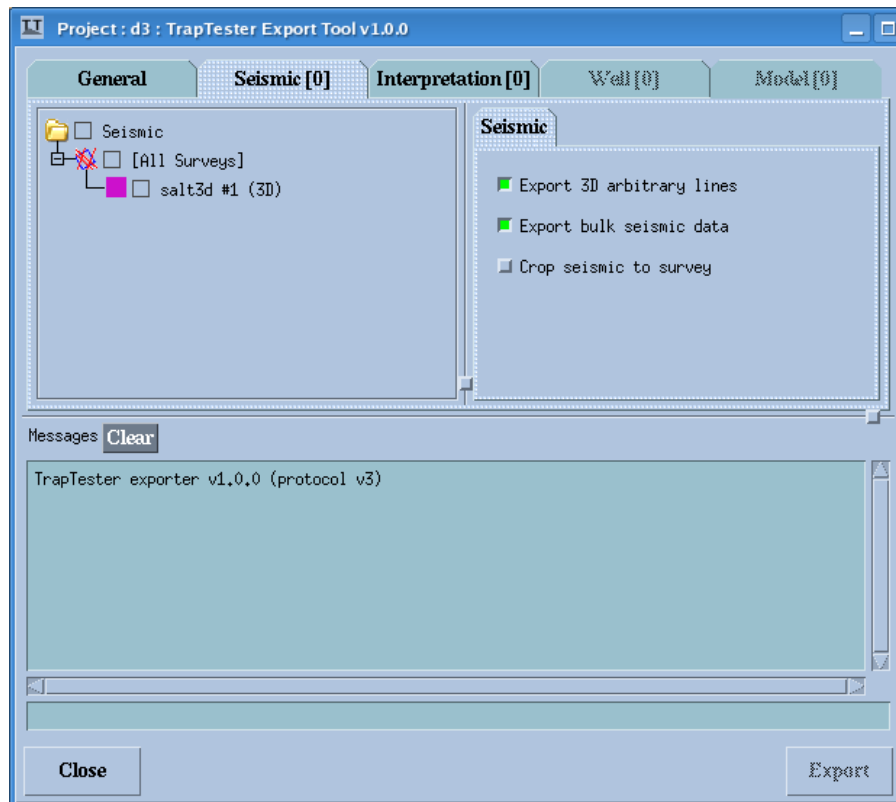 Project : d3 : TrapTester Export Tool v1.0.0
General Seismic [0] Interpretation [0] Well [0] Model [0]
Seismic
[All Surveys]
salt3d #1 (3D)
Seismic
Export 3D arbitrary lines
Export bulk seismic data
Crop seismic to survey
Messages Clear
TrapTester exporter v1.0.0 (protocol v3)
Close Export